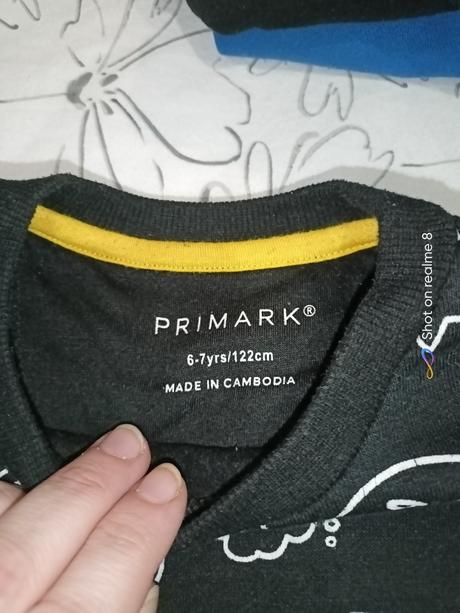 PRIMARK®
6-7yrs/122cm
MADE IN CAMBODIA
Shot on realme 8